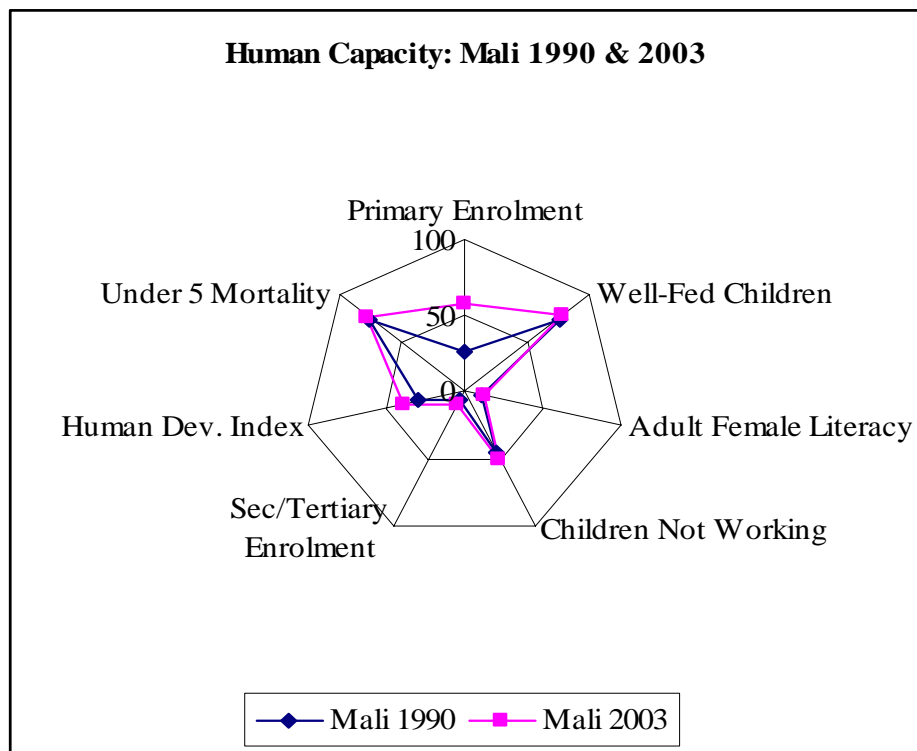 Human Capacity: Mali 1990 & 2003
Primary Enrolment
100
Under 5 Mortality
Well-Fed Children
50
0
Human Dev. Index
Adult Female Literacy
Sec/Tertiary
Enrolment
Children Not Working
Mali 1990
Mali 2003